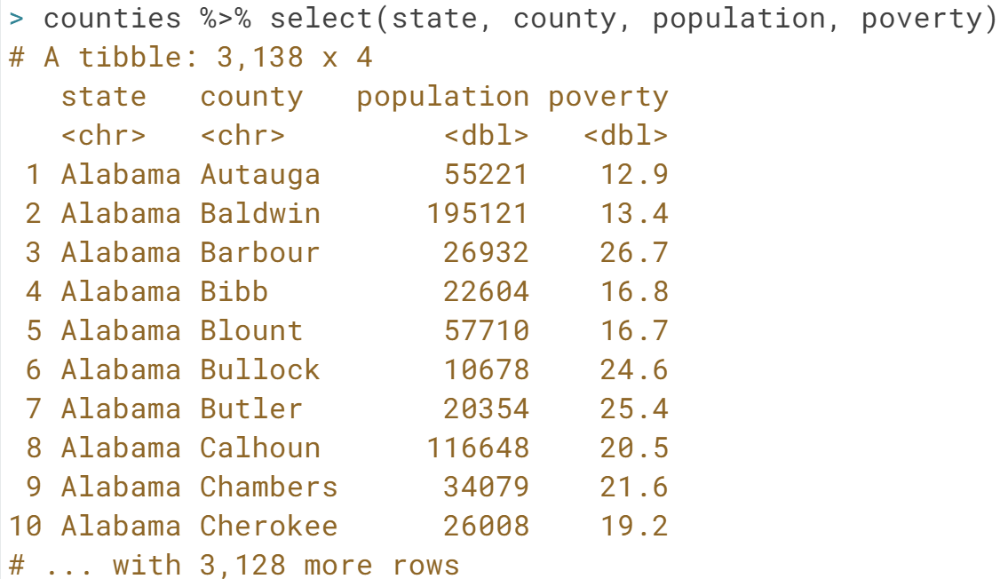 > counties %>% select(state, county, population, poverty)
# A tibble: 3,138 x 4
   state   county   population poverty
   <chr>   <chr>         <dbl>   <dbl>
 1 Alabama Autauga       55221    12.9
 2 Alabama Baldwin      195121    13.4
 3 Alabama Barbour       26932    26.7
 4 Alabama Bibb          22604    16.8
 5 Alabama Blount        57710    16.7
 6 Alabama Bullock       10678    24.6
 7 Alabama Butler        20354    25.4
 8 Alabama Calhoun      116648    20.5
 9 Alabama Chambers      34079    21.6
10 Alabama Cherokee      26008    19.2
# ... with 3,128 more rows